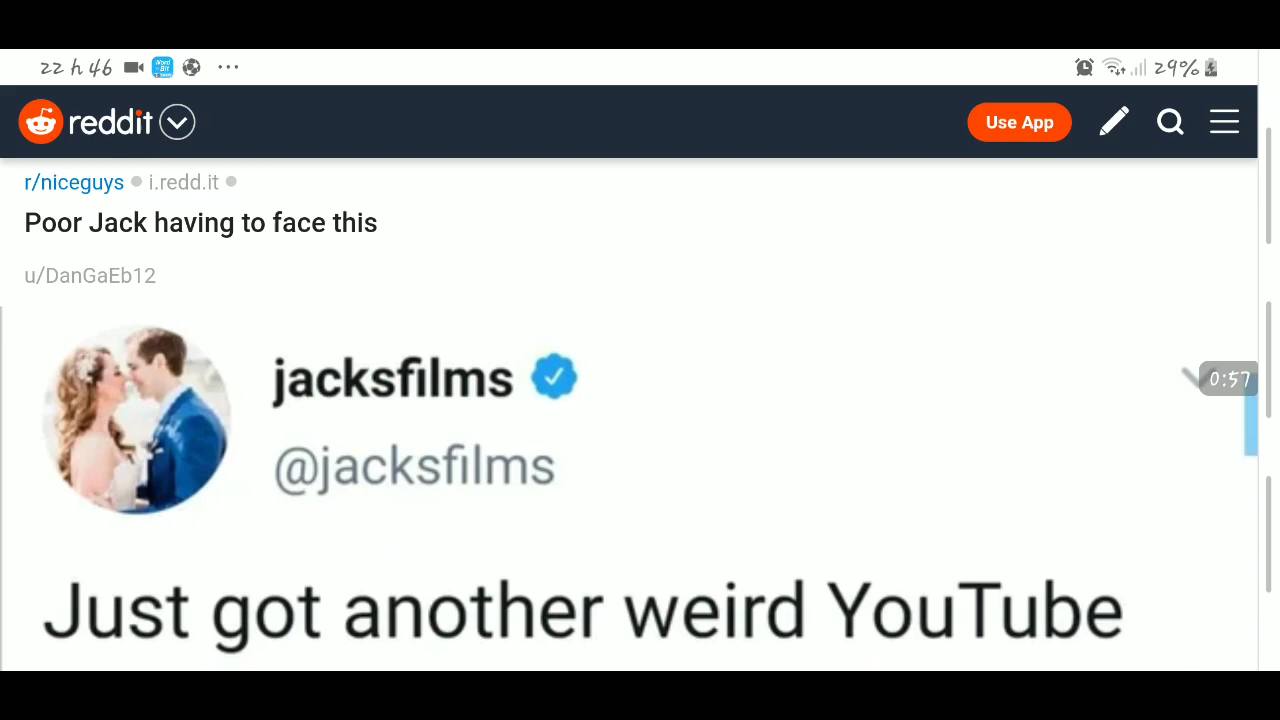 22 h 46 ... 29%
reddit Use App
r/niceguys • i.redd.it •
Poor Jack having to face this
u/DanGaEb12
jacksfilms
0:57
@jacksfilms
Just got another weird YouTube